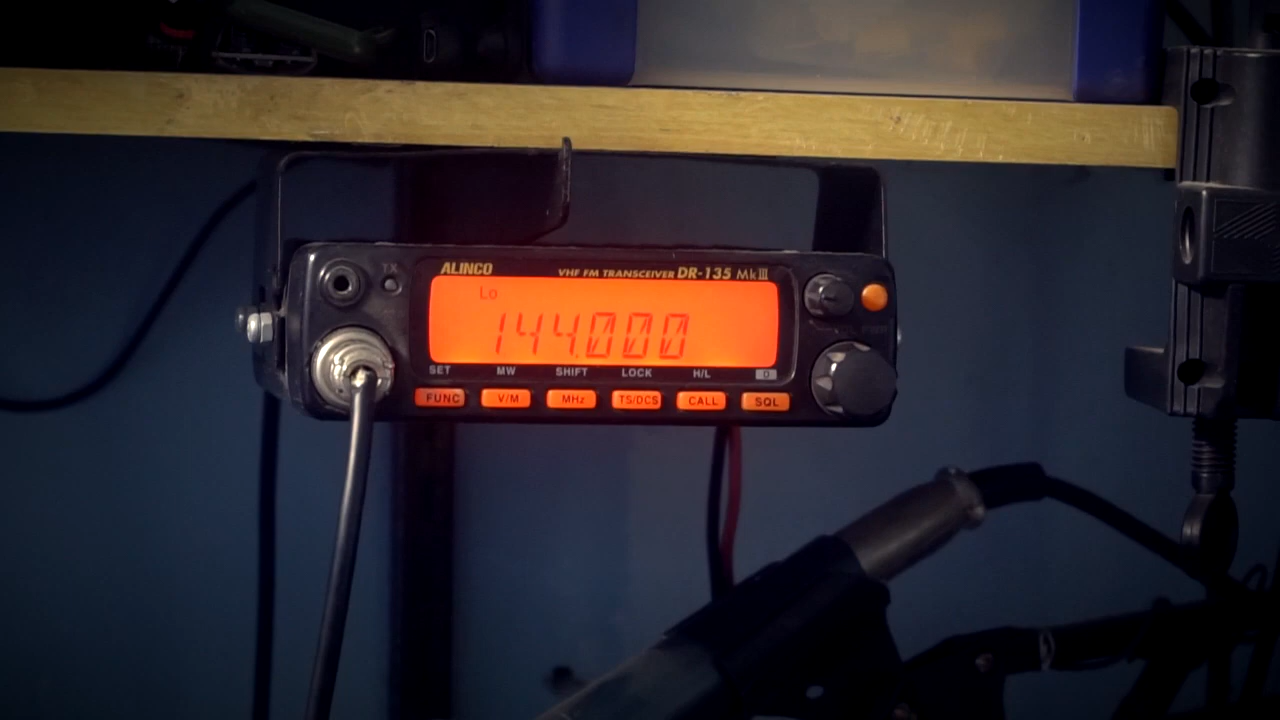 TX
ALINCO VHF FM TRANSCEIVER DR-135 MkIII
Lo
144.000
SET MW SHIFT LOCK H/L D
FUNC V/M MHz TS/DCS CALL SQL